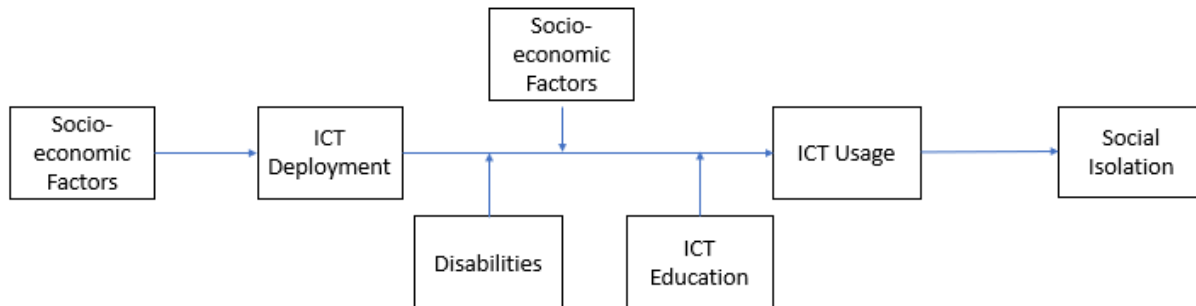 Socio-
economic
Factors
Socio-
economic
Factors
ICT
Deployment
ICT Usage
Social
Isolation
Disabilities
ICT
Education